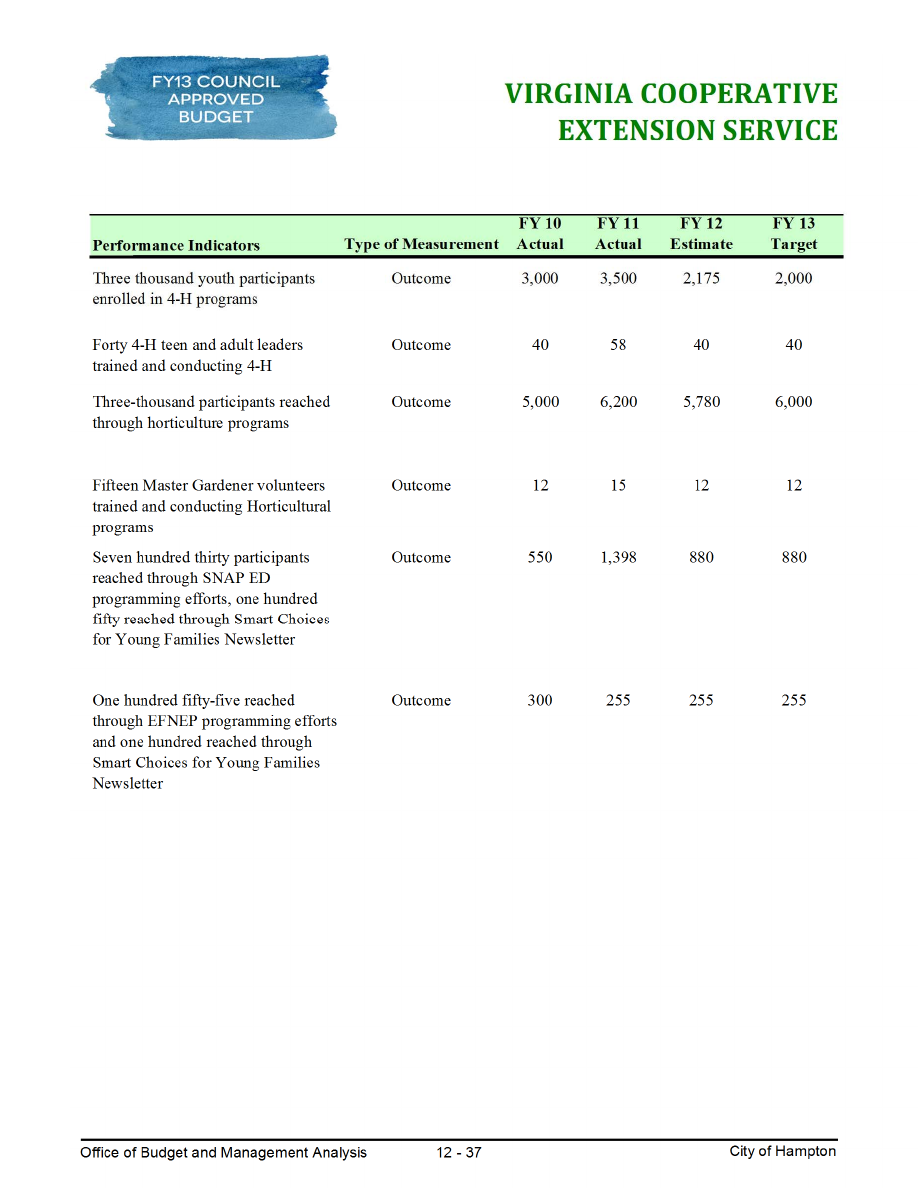 FY13 COUNCIL
APPROVED
BUDGET
VIRGINIA COOPERATIVE
EXTENSION SERVICE
FY 10 FY 11 FY 12 FY 13
Performance Indicators Type of Measurement Actual Actual Estimate Target
Three thousand youth participants Outcome 3,000 3,500 2,175 2,000
enrolled in 4-H programs
Forty 4-H teen and adult leaders Outcome 40 58 40 40
trained and conducting 4-H
Three-thousand participants reached Outcome 5,000 6,200 5,780 6,000
through horticulture programs
Fifteen Master Gardener volunteers Outcome 12 15 12 12
trained and conducting Horticultural
programs
Seven hundred thirty participants Outcome 550 1,398 880 880
reached through SNAP ED
programming efforts, one hundred
fifty reached through Smart Choices
for Young Families Newsletter
One hundred fifty-five reached Outcome 300 255 255 255
through EFNEP programming efforts
and one hundred reached through
Smart Choices for Young Families
Newsletter
Office of Budget and Management Analysis 12 - 37 City of Hampton